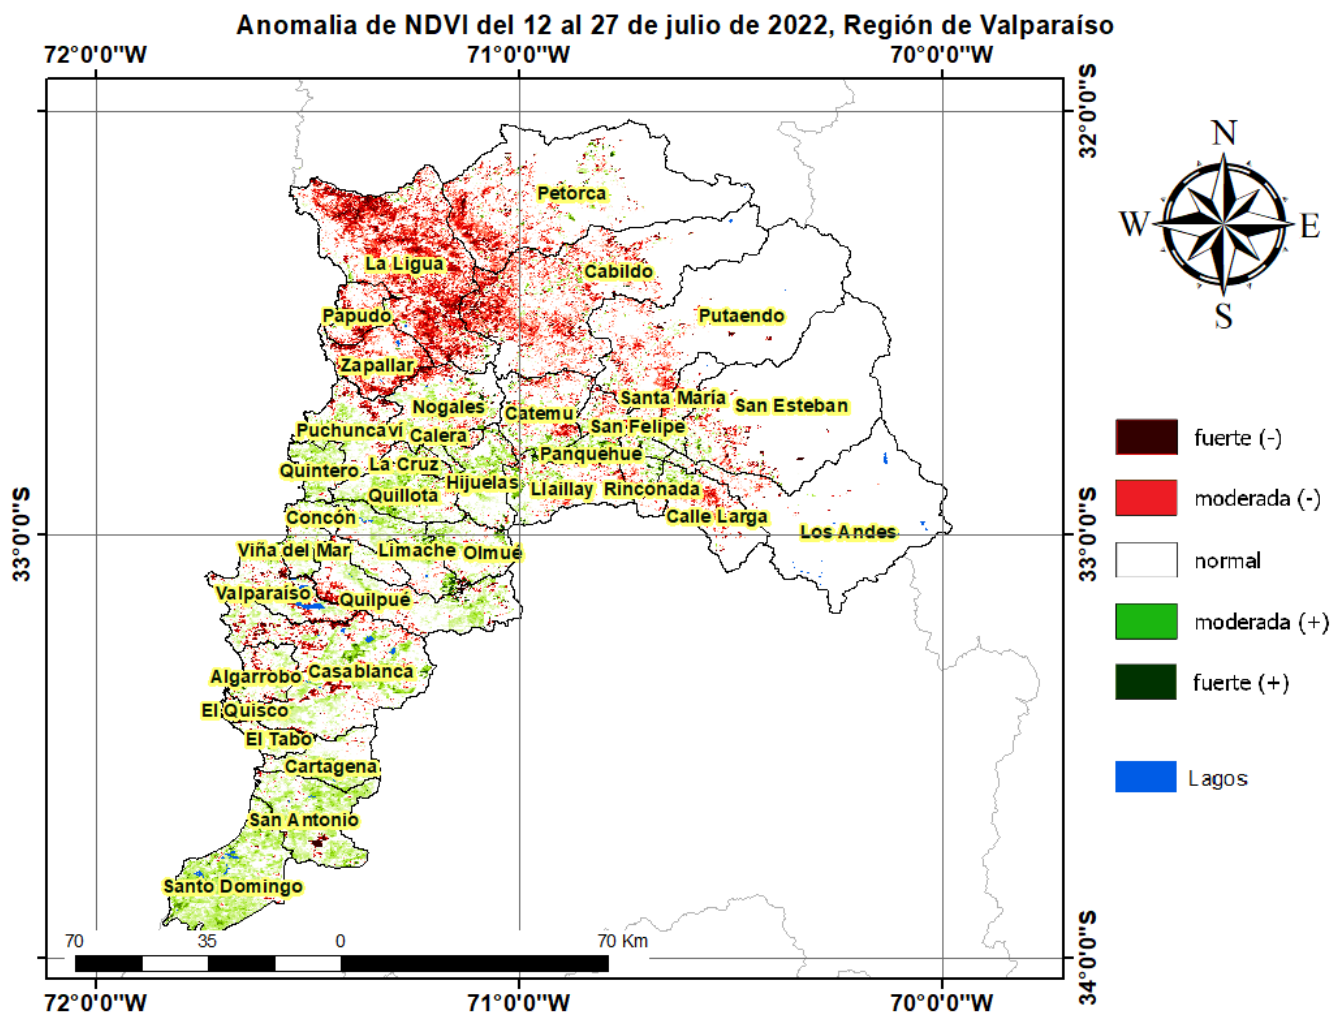 Anomalia de NDVI del 12 al 27 de julio de 2022, Región de Valparaíso
72°0'0"W 71°0'0"W 70°0'0"W
32°0'0"S
N
W E
S
Petorca
La Ligua
Cabildo
Papudo
Putaendo
Zapallar
Santa María
San Esteban
Nogales
Catemu
San Felipe
Puchuncaví
Calera
Panquehue
La Cruz
Quintero
Hijuelas
Quillota
Llaillay
Rinconada
Concón
Calle Larga
Los Andes
Viña del Mar
Limache
Olmué
Valparaíso
Quilpué
Algarrobo
Casablanca
El Quisco
El Tabo
Cartagena
San Antonio
Santo Domingo
fuerte (-)
moderada (-)
normal
moderada (+)
fuerte (+)
Lagos
33°0'0"S
33°0'0"S
34°0'0"S
70 35 0 70 Km
72°0'0"W 71°0'0"W 70°0'0"W